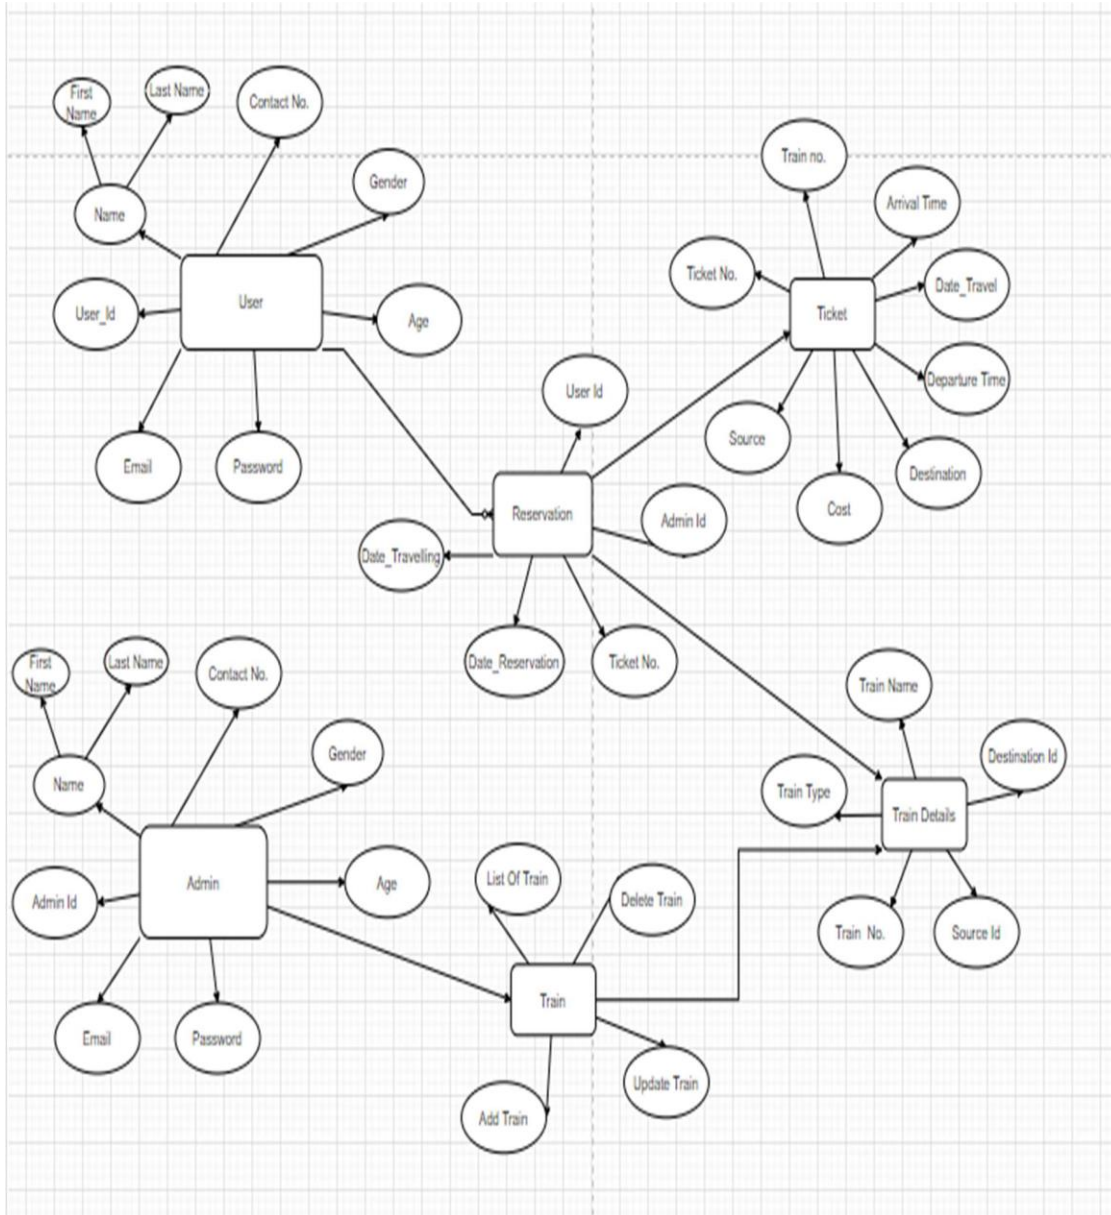 First
Name
Last Name
Contact No.
Gender
Name
User
User_Id
Age
Email
Password
Train no.
Arrival Time
Ticket No.
Date_Travel
Ticket
Departure Time
Source
Destination
Cost
User Id
Reservation
Admin Id
Date_Travelling
Date_Reservation
Ticket No.
First
Name
Last Name
Contact No.
Gender
Name
Admin
Admin Id
Age
Email
Password
List Of Train
Delete Train
Train
Update Train
Add Train
Train Name
Destination Id
Train Type
Train Details
Train No.
Source Id